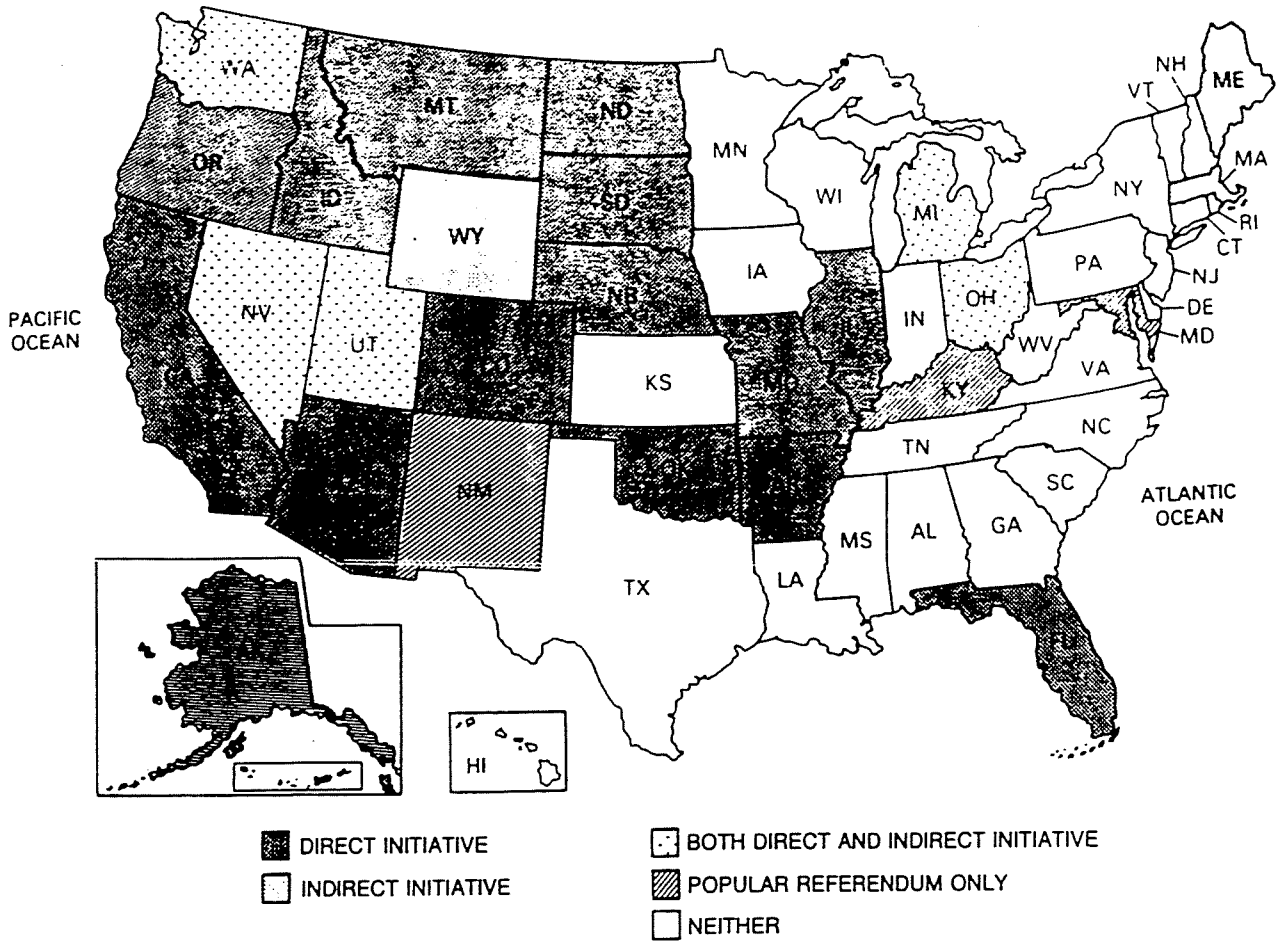 NH
VT
ME
WA
MT
ND
MN
OR
ID
SD
WI
MI
NY
MA
RI
CT
WY
IA
PA
NJ
NB
OH
DE
MD
PACIFIC
OCEAN
NV
UT
IN
WV
VA
KS
MO
KY
TN
NC
SC
NM
ATLANTIC
OCEAN
TX
MS
AL
GA
LA
FL
HI
DIRECT INITIATIVE
INDIRECT INITIATIVE
BOTH DIRECT AND INDIRECT INITIATIVE
POPULAR REFERENDUM ONLY
NEITHER